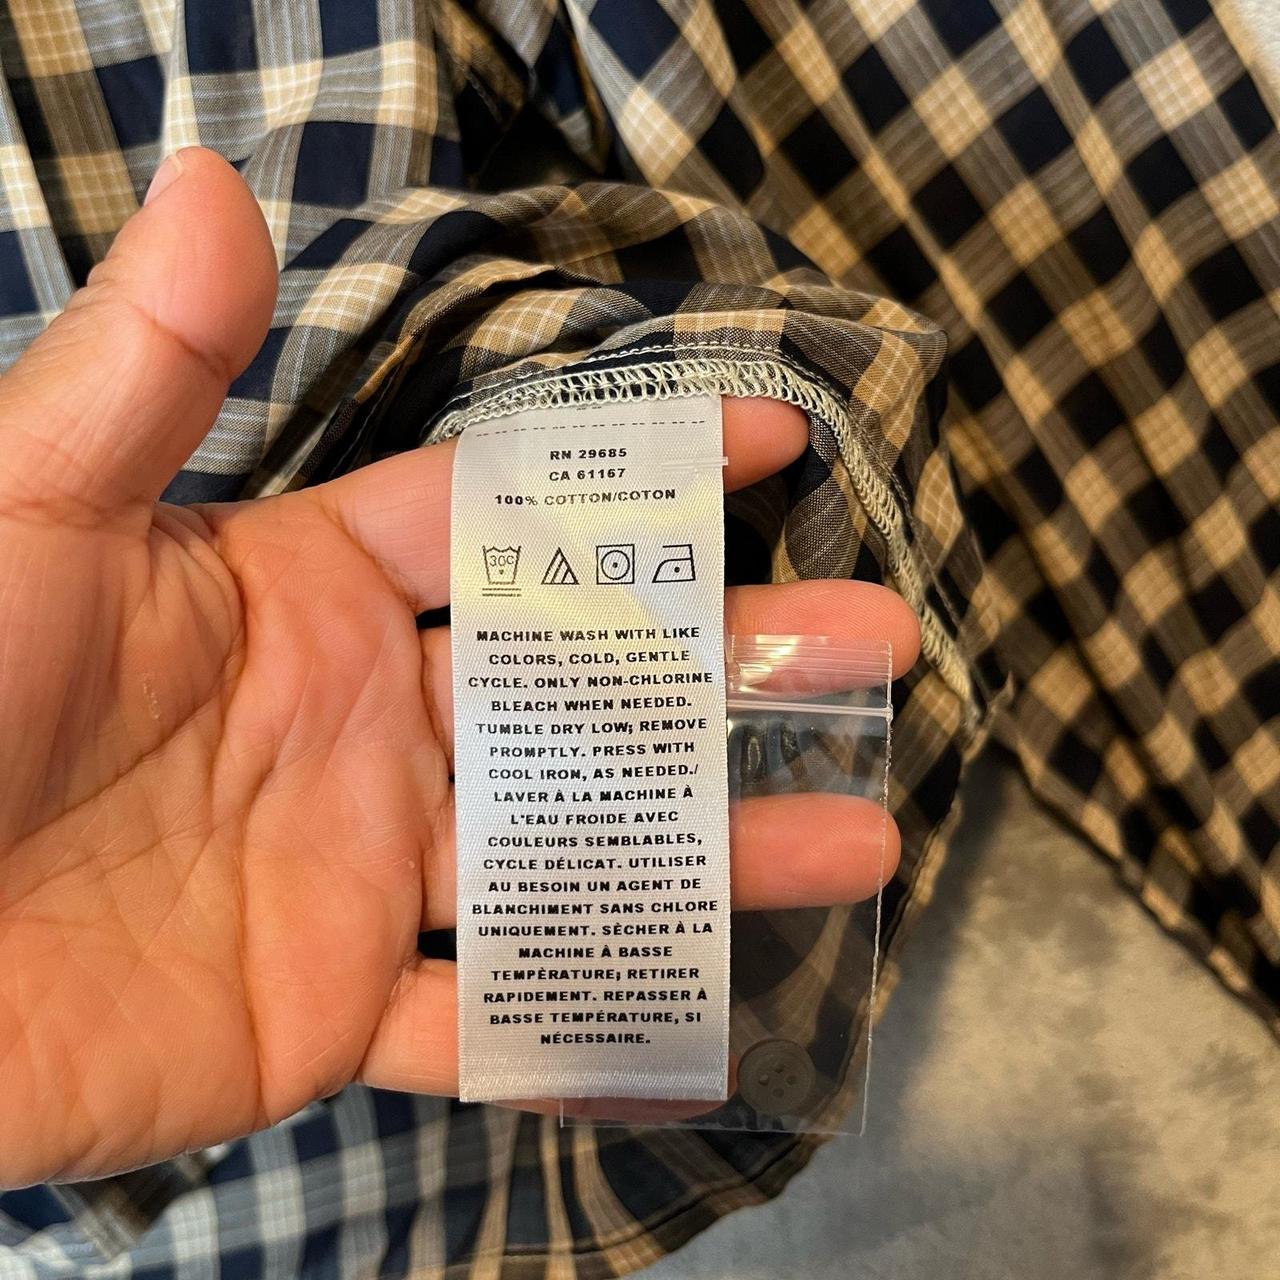 RN 29685
CA 61167
100% COTTON/COTON
30C
MACHINE WASH WITH LIKE
COLORS, COLD, GENTLE
CYCLE. ONLY NON-CHLORINE
BLEACH WHEN NEEDED.
TUMBLE DRY LOW; REMOVE
PROMPTLY. PRESS WITH
COOL IRON, AS NEEDED./
LAVER À LA MACHINE À
L'EAU FROIDE AVEC
COULEURS SEMBLABLES,
CYCLE DÉLICAT. UTILISER
AU BESOIN UN AGENT DE
BLANCHIMENT SANS CHLORE
UNIQUEMENT. SÈCHER À LA
MACHINE À BASSE
TEMPÈRATURE; RETIRER
RAPIDEMENT. REPASSER À
BASSE TEMPÉRATURE, SI
NÉCESSAIRE.